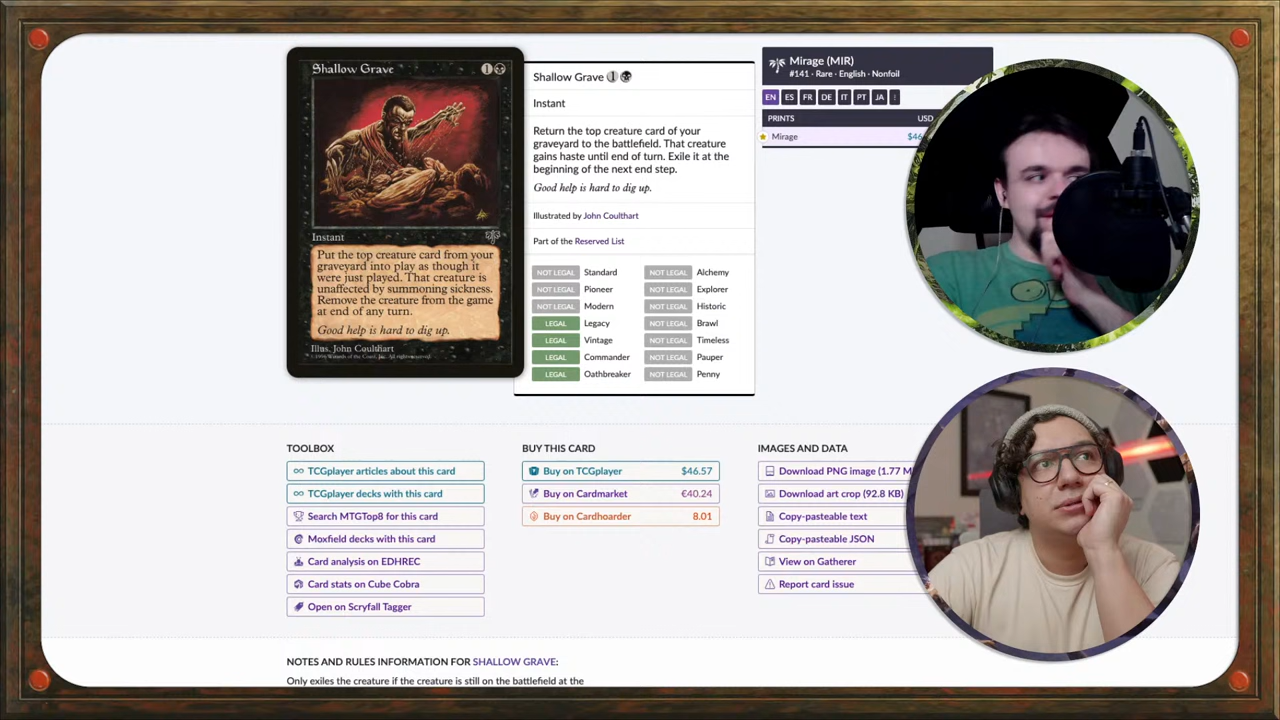 Shallow Grave 1
Put the top creature card from your
graveyard into play as though it
were just played. That creature is
unaffected by summoning sickness.
Remove the creature from the game
at end of any turn.
Good help is hard to dig up.
Instant
Illus. John Coulthart
Shallow Grave 1
Instant
Return the top creature card of your
graveyard to the battlefield. That creature
gains haste until end of turn. Exile it at the
beginning of the next end step.
Good help is hard to dig up.
Illustrated by John Coulthart
Part of the Reserved List
NOT LEGAL Standard NOT LEGAL Alchemy
NOT LEGAL Pioneer NOT LEGAL Explorer
NOT LEGAL Modern NOT LEGAL Historic
LEGAL Legacy NOT LEGAL Brawl
LEGAL Vintage NOT LEGAL Timeless
LEGAL Commander NOT LEGAL Pauper
LEGAL Oathbreaker NOT LEGAL Penny
Mirage (MIR)
#141 · Rare · English · Nonfoil
EN ES FR DE IT PT JA
PRINTS USD
Mirage $46
TOOLBOX
TCGplayer articles about this card
TCGplayer decks with this card
Search MTGTop8 for this card
Moxfield decks with this card
Card analysis on EDHREC
Card stats on Cube Cobra
Open on Scryfall Tagger
BUY THIS CARD
Buy on TCGplayer $46.57
Buy on Cardmarket €40.24
Buy on Cardhoarder 8.01
IMAGES AND DATA
Download PNG image (1.77 M
Download art crop (92.8 KB)
Copy-pasteable text
Copy-pasteable JSON
View on Gatherer
Report card issue
NOTES AND RULES INFORMATION FOR SHALLOW GRAVE:
Only exiles the creature if the creature is still on the battlefield at the